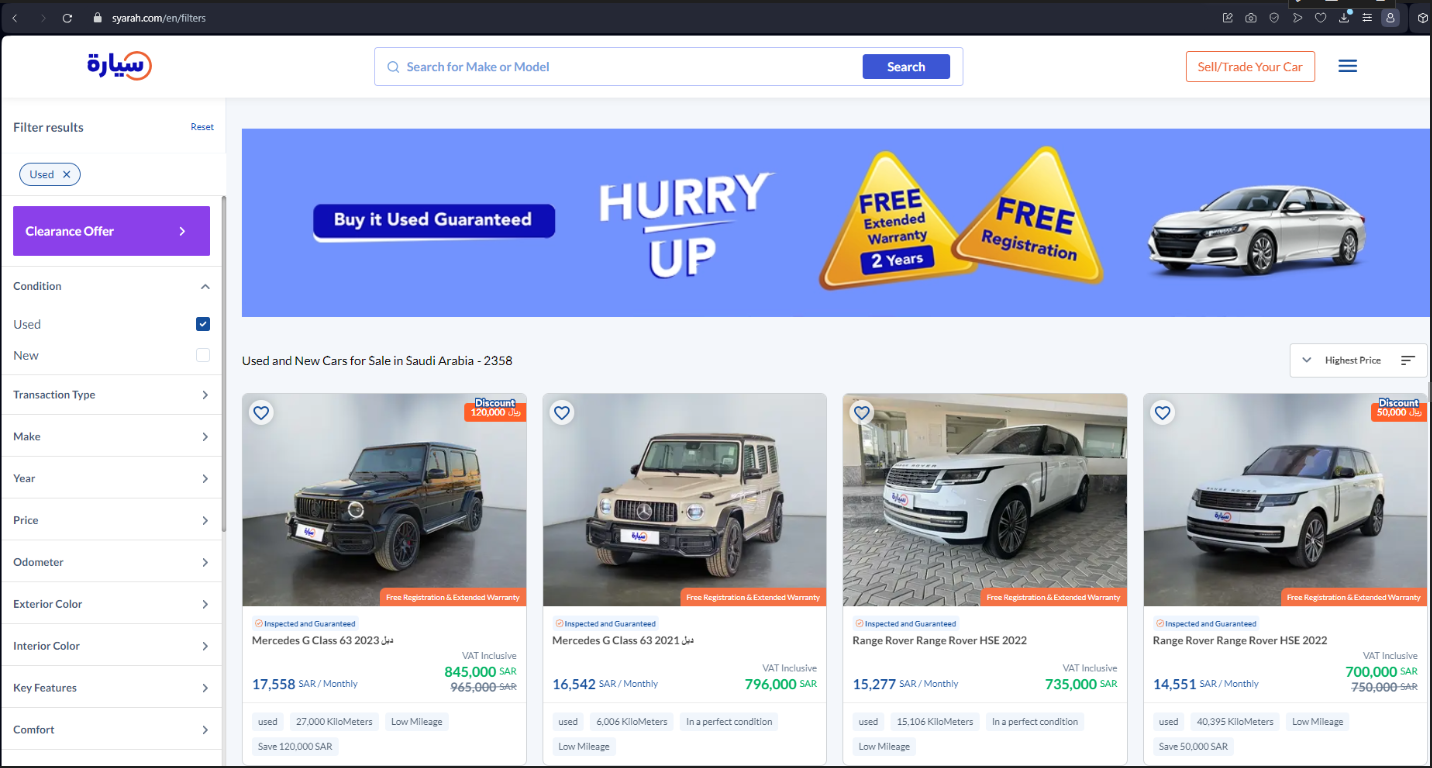 syarah.com/en/filters
سيارة
Search for Make or Model
Search
Sell/Trade Your Car
Filter results
Reset
Used
Clearance Offer
Condition
Used
New
Transaction Type
Make
Year
Price
Odometer
Exterior Color
Interior Color
Key Features
Comfort
Buy it Used Guaranteed
HURRY
UP
FREE
Extended
Warranty
2 Years
FREE
Registration
Used and New Cars for Sale in Saudi Arabia - 2358
Highest Price
Discount
120,000 ريال
سيارة
Free Registration & Extended Warranty
Inspected and Guaranteed
Mercedes G Class 63 2023 دبل
VAT Inclusive
845,000 SAR
17,558 SAR / Monthly
965,000 SAR
used
27,000 KiloMeters
Low Mileage
Save 120,000 SAR
سيارة
Free Registration & Extended Warranty
Inspected and Guaranteed
Mercedes G Class 63 2021 دبل
VAT Inclusive
16,542 SAR / Monthly
796,000 SAR
used
6,006 KiloMeters
In a perfect condition
Low Mileage
RANGE ROVER
سيارة
Free Registration & Extended Warranty
Inspected and Guaranteed
Range Rover Range Rover HSE 2022
VAT Inclusive
15,277 SAR / Monthly
735,000 SAR
used
15,106 KiloMeters
In a perfect condition
Low Mileage
Discount
50,000 ريال
RANGE ROVER
سيارة
Free Registration & Extended Warranty
Inspected and Guaranteed
Range Rover Range Rover HSE 2022
VAT Inclusive
700,000 SAR
14,551 SAR / Monthly
750,000 SAR
used
40,395 KiloMeters
Low Mileage
Save 50,000 SAR